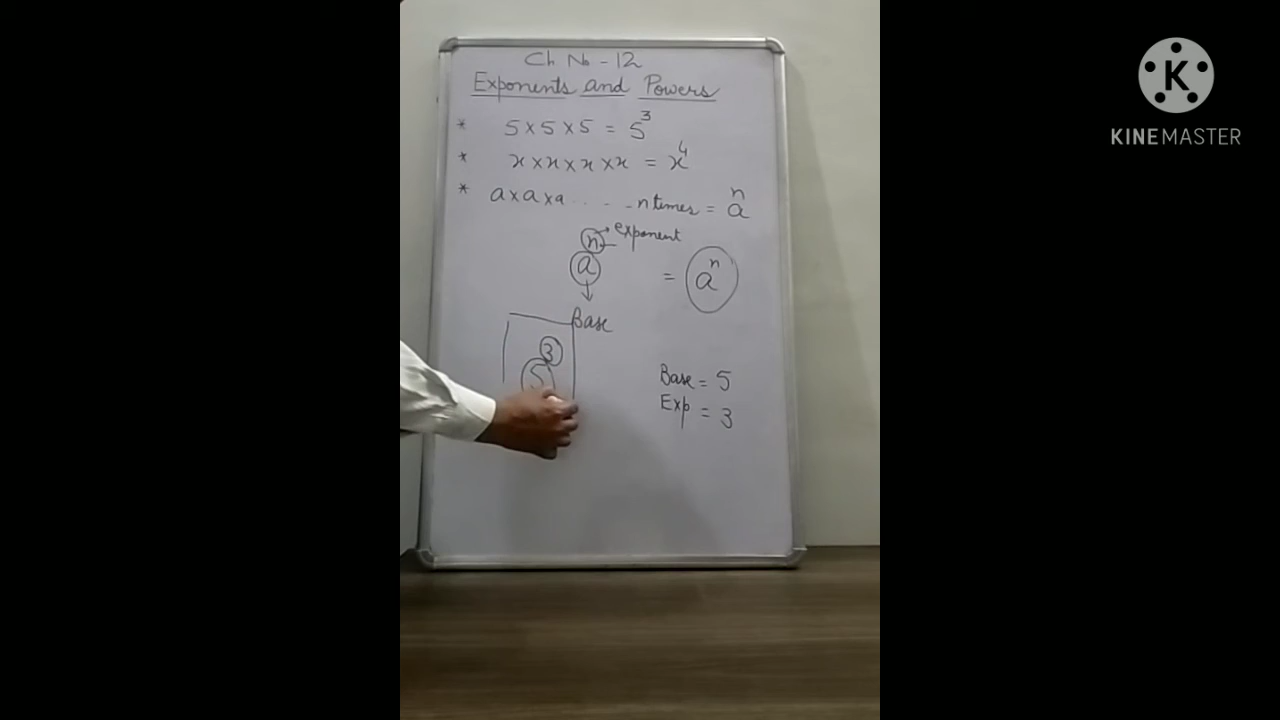 Ch No - 12
Exponents and Powers
* 5 × 5 × 5 = 5³
* x × x × x × x = x⁴
* a × a × a . . . . - n times = aⁿ
n → exponent
a = aⁿ
Base
3
5
Base = 5
Exp = 3
K
KINEMASTER